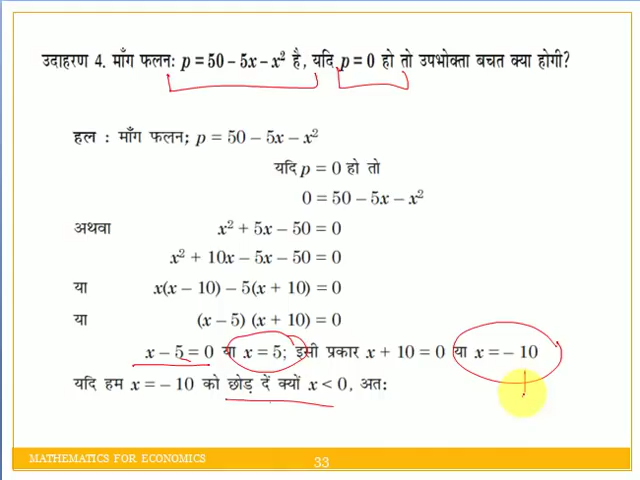 उदाहरण 4. माँग फलन: p = 50 – 5x – x² है, यदि p = 0 हो तो उपभोक्ता बचत क्या होगी?
हल : माँग फलन; p = 50 – 5x – x²
यदि p = 0 हो तो
0 = 50 – 5x – x²
अथवा x² + 5x – 50 = 0
x² + 10x – 5x – 50 = 0
या x(x – 10) – 5(x + 10) = 0
या (x – 5) (x + 10) = 0
x – 5 = 0 या x = 5; इसी प्रकार x + 10 = 0 या x = – 10
यदि हम x = – 10 को छोड़ दें क्यों x < 0, अत:
MATHEMATICS FOR ECONOMICS 33